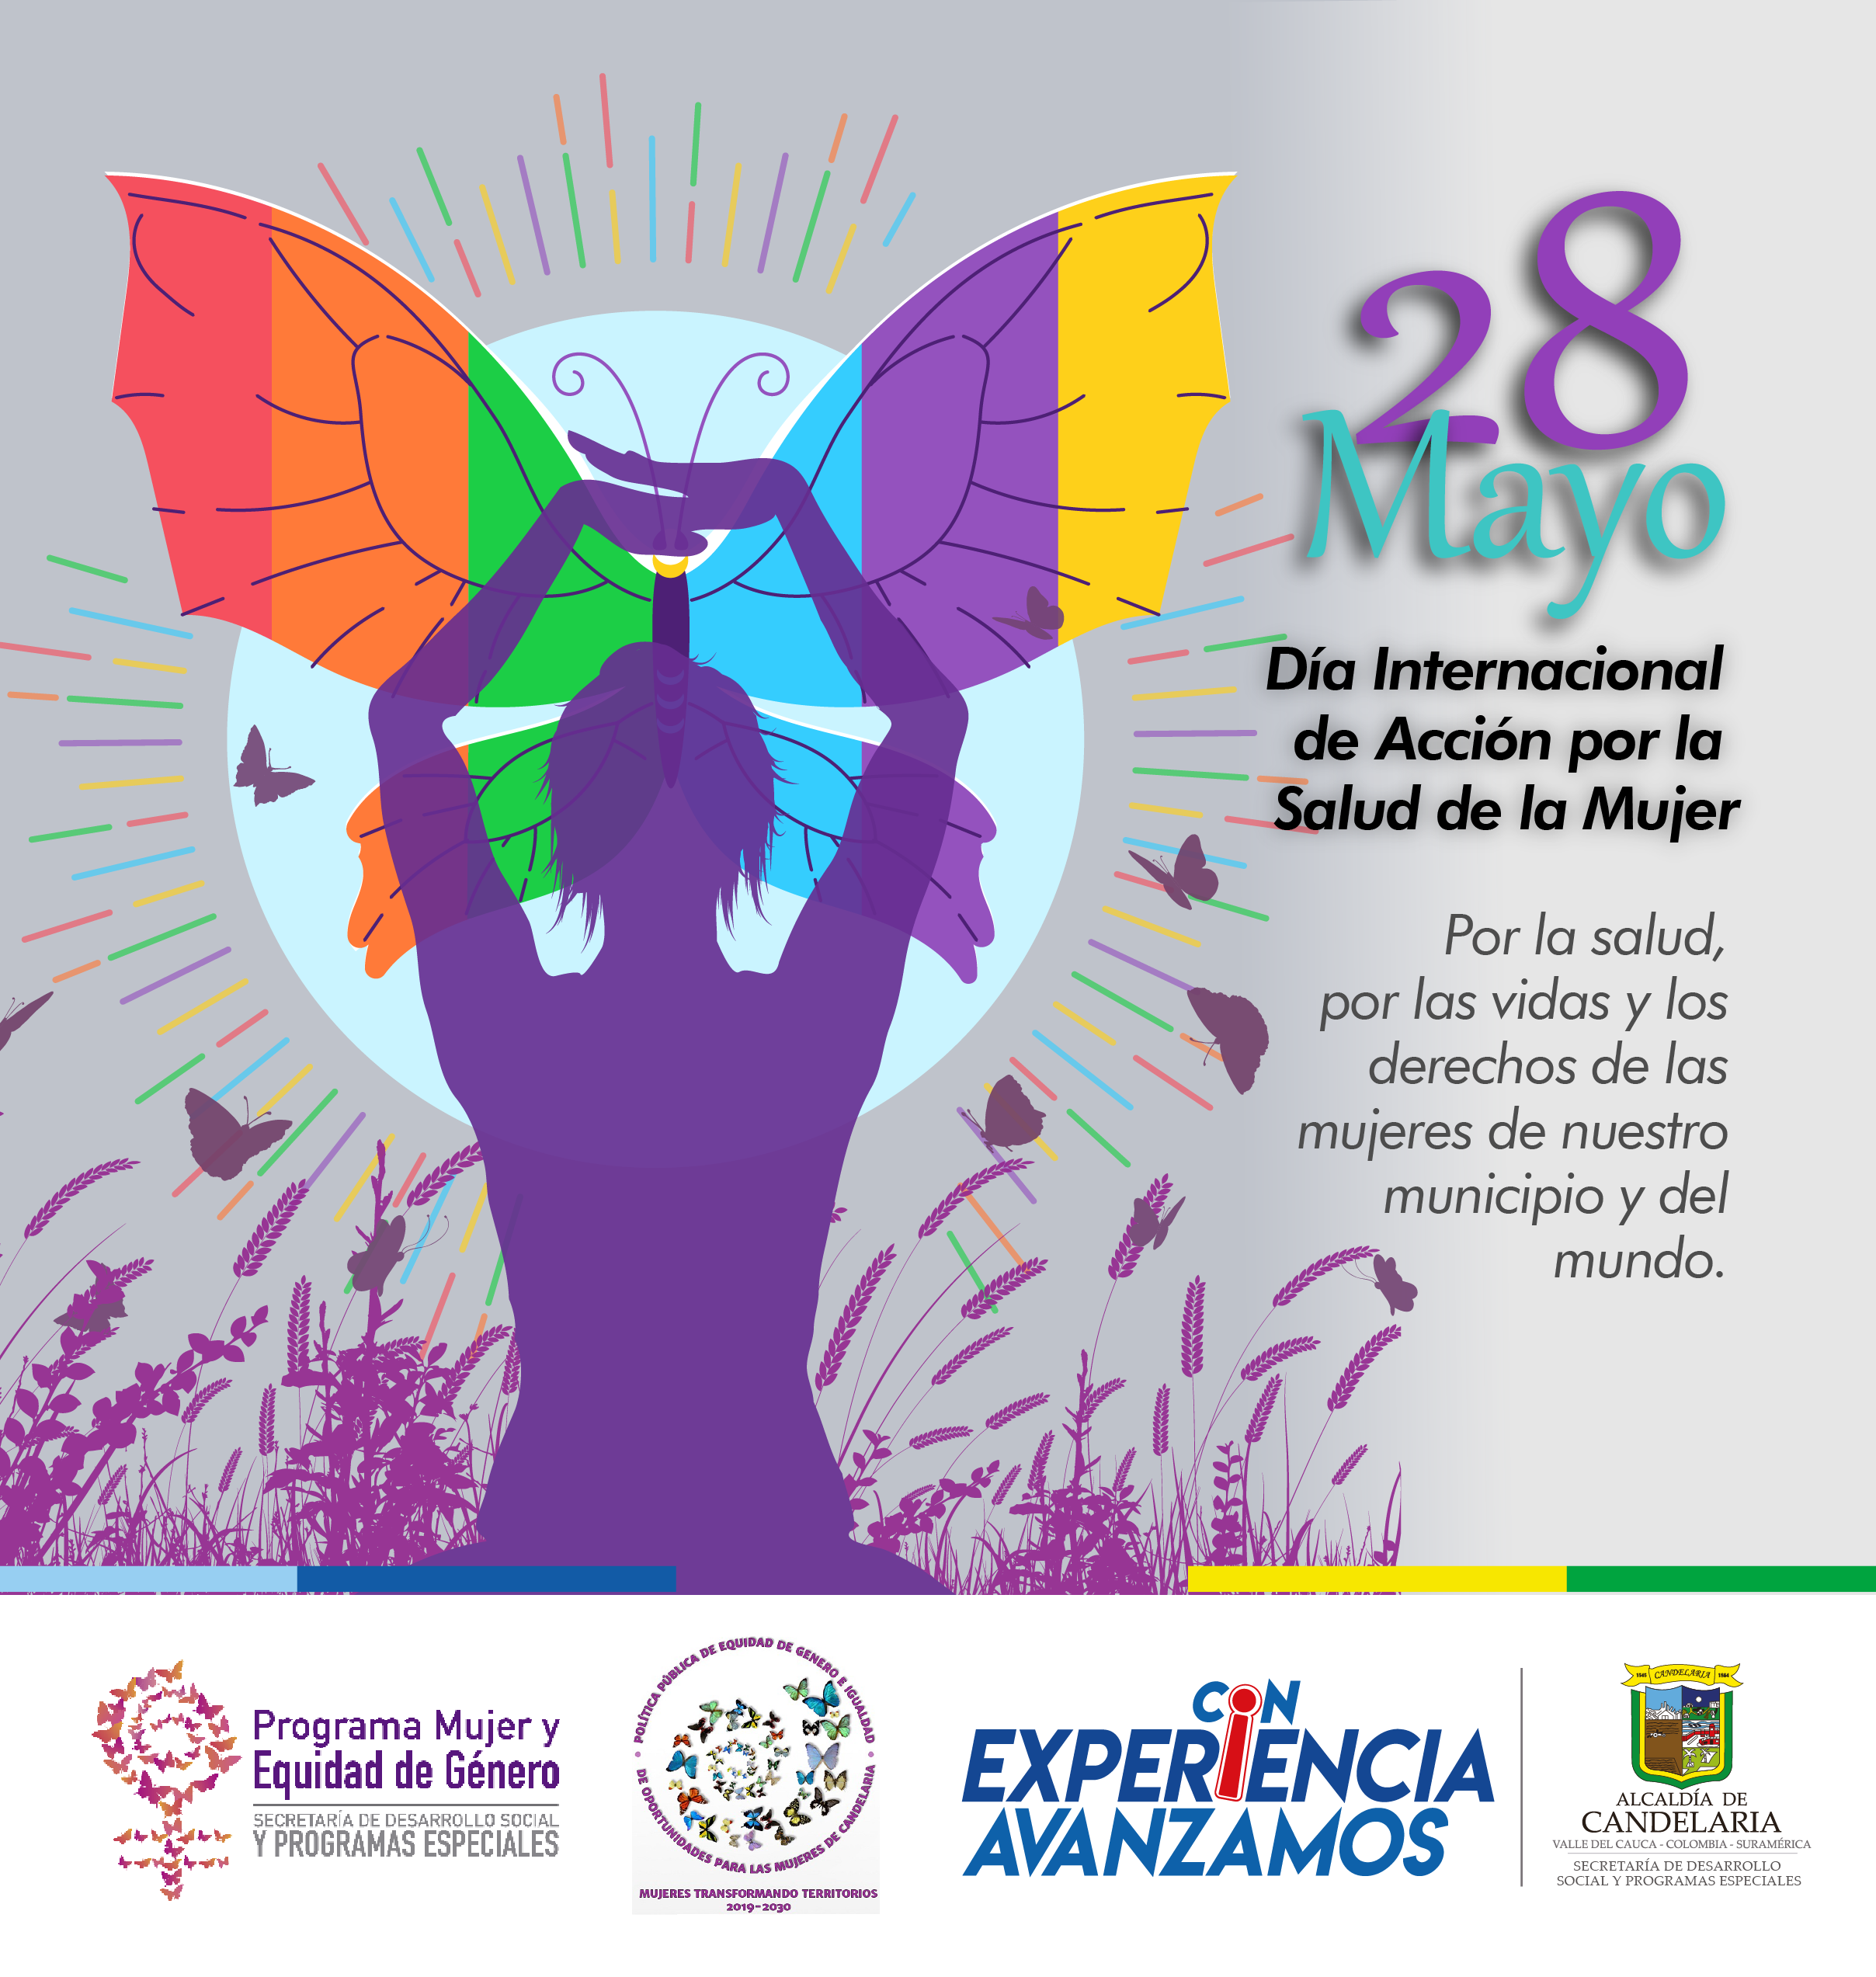 28
Mayo
Día Internacional
de Acción por la
Salud de la Mujer
Por la salud,
por las vidas y los
derechos de las
mujeres de nuestro
municipio y del
mundo.
Programa Mujer y
Equidad de Género
SECRETARÍA DE DESARROLLO SOCIAL
Y PROGRAMAS ESPECIALES
POLÍTICA PÚBLICA DE EQUIDAD DE GENERO E IGUALDAD
DE OPORTUNIDADES PARA LAS MUJERES DE CANDELARIA
MUJERES TRANSFORMANDO TERRITORIOS
2019-2030
CON
EXPERIENCIA
AVANZAMOS
1545 CANDELARIA 1864
ALCALDÍA DE
CANDELARIA
VALLE DEL CAUCA - COLOMBIA - SURAMÉRICA
SECRETARÍA DE DESARROLLO
SOCIAL Y PROGRAMAS ESPECIALES